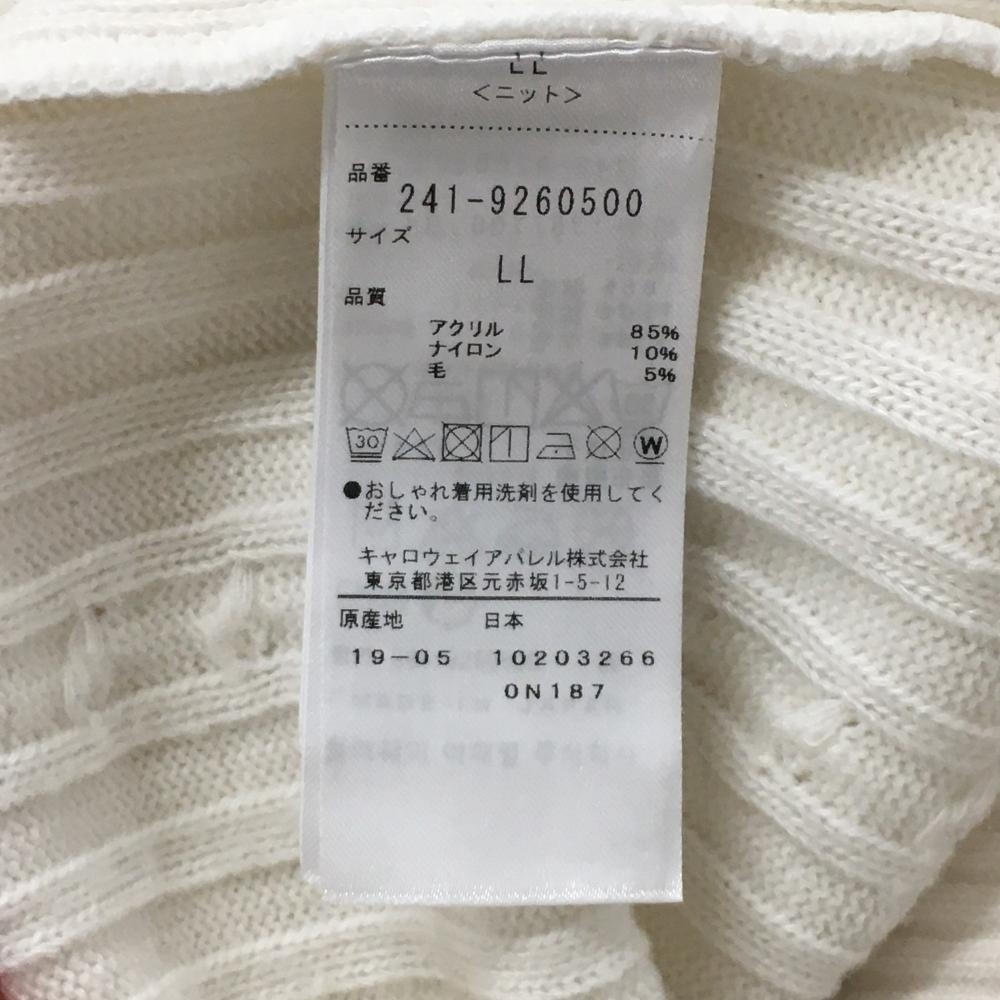 LL
<ニット>
品番
241-9260500
サイズ
LL
品質
アクリル 85%
ナイロン 10%
毛 5%
30 W
●おしゃれ着用洗剤を使用してく
ださい。
キャロウェイアパレル株式会社
東京都港区元赤坂1-5-12
原産地 日本
19-05 10203266
0N187